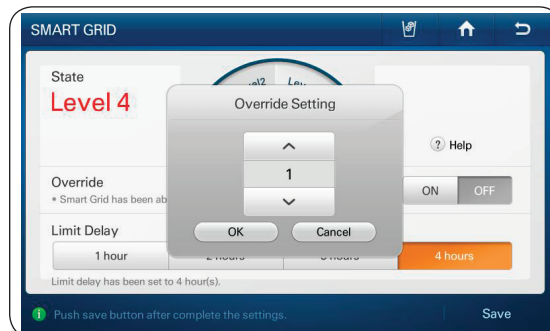 SMART GRID
State
Level 4
Override Setting
? Help
1
Override
• Smart Grid has been ab
ON OFF
OK Cancel
Limit Delay
1 hour 4 hours
Limit delay has been set to 4 hour(s).
i Push save button after complete the settings.
Save